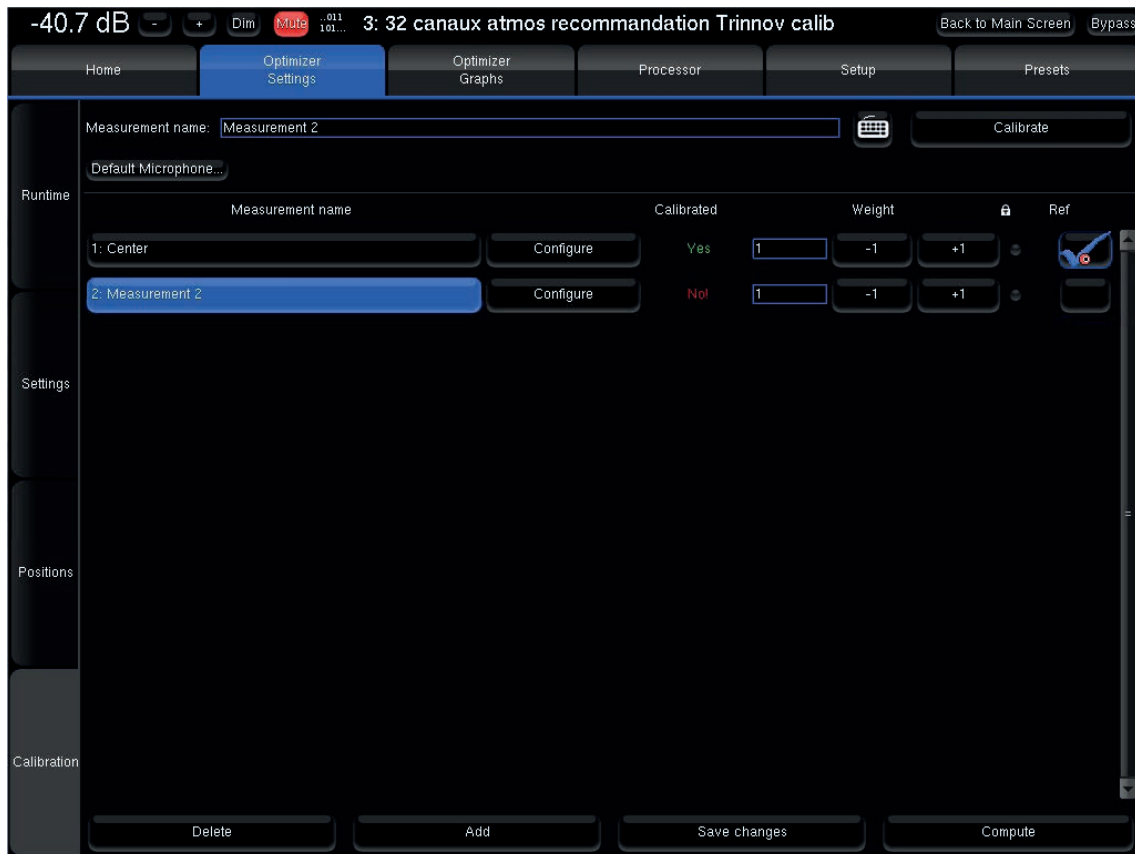 -40.7 dB - + Dim Mute ..011 101... 3: 32 canaux atmos recommandation Trinnov calib Back to Main Screen Bypass
Home
Optimizer
Settings
Optimizer
Graphs
Processor
Setup
Presets
Measurement name: Measurement 2
Calibrate
Default Microphone...
Runtime
Settings
Positions
Calibration
Measurement name Calibrated Weight Ref
1: Center Configure Yes 1 -1 +1
2: Measurement 2 Configure No! 1 -1 +1
Delete Add Save changes Compute